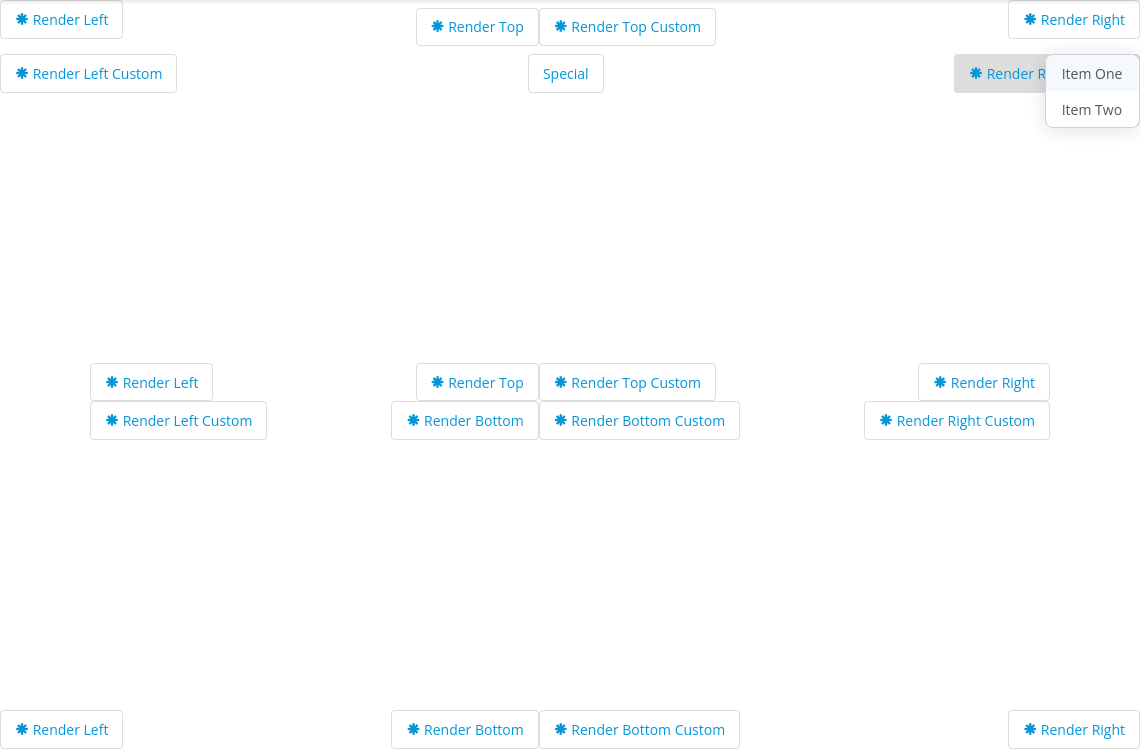 Render Left
Render Top
Render Top Custom
Render Right
Render Left Custom
Special
Render R
Item One
Item Two
Render Left
Render Top
Render Top Custom
Render Right
Render Left Custom
Render Bottom
Render Bottom Custom
Render Right Custom
Render Left
Render Bottom
Render Bottom Custom
Render Right